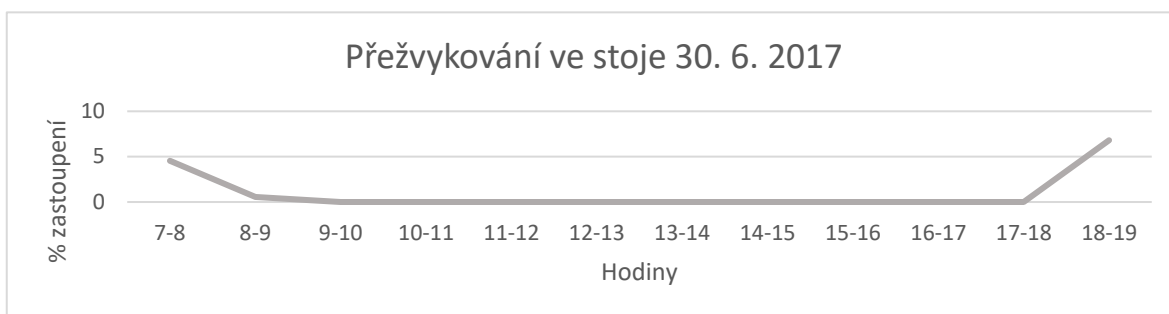 Přežvykování ve stoje 30. 6. 2017
% zastoupení
10
5
0
7-8 8-9 9-10 10-11 11-12 12-13 13-14 14-15 15-16 16-17 17-18 18-19
Hodiny